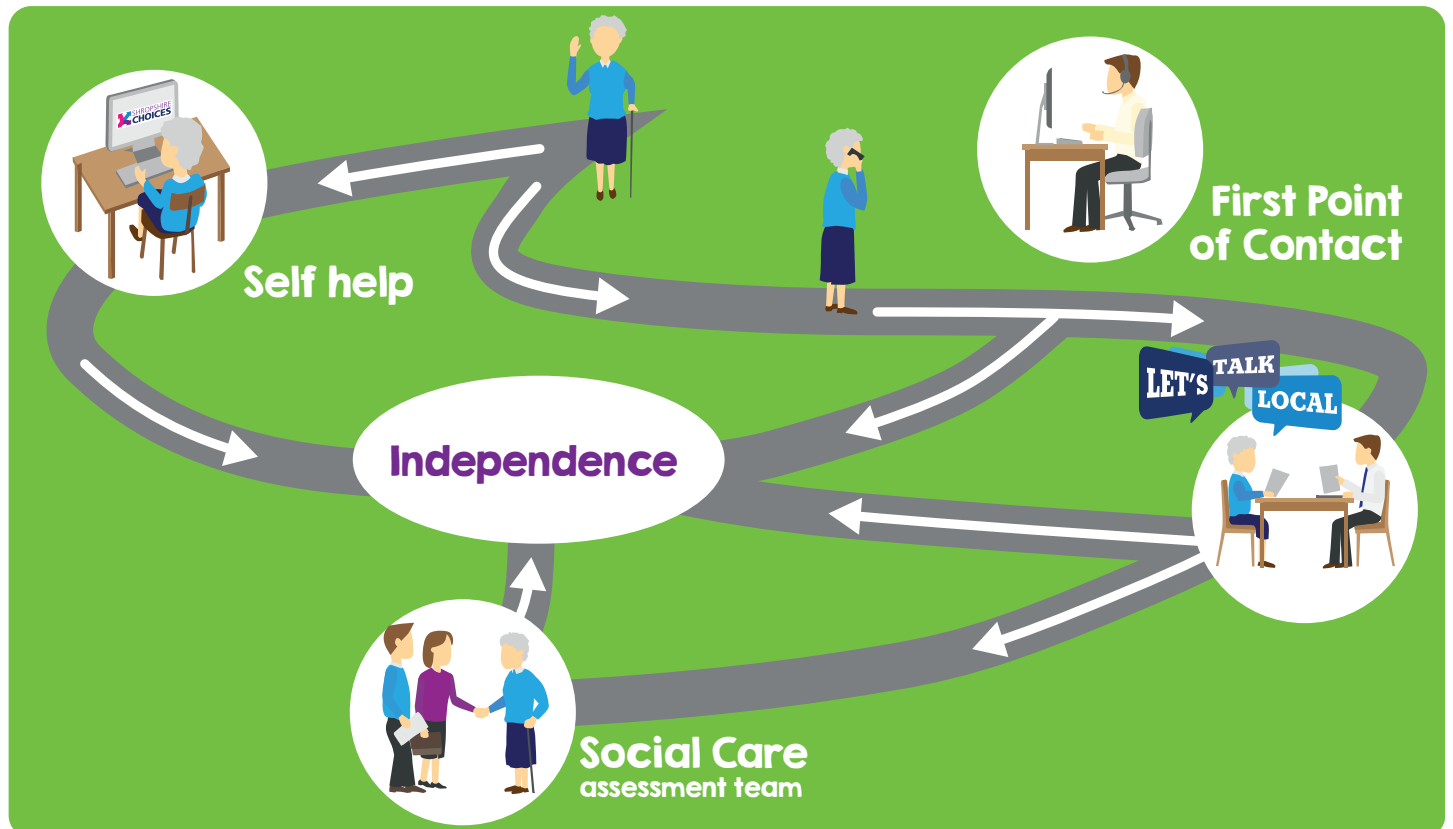 SHROPSHIRE
CHOICES
First Point
of Contact
Self help
LET'S
TALK
LOCAL
Independence
Social Care
assessment team